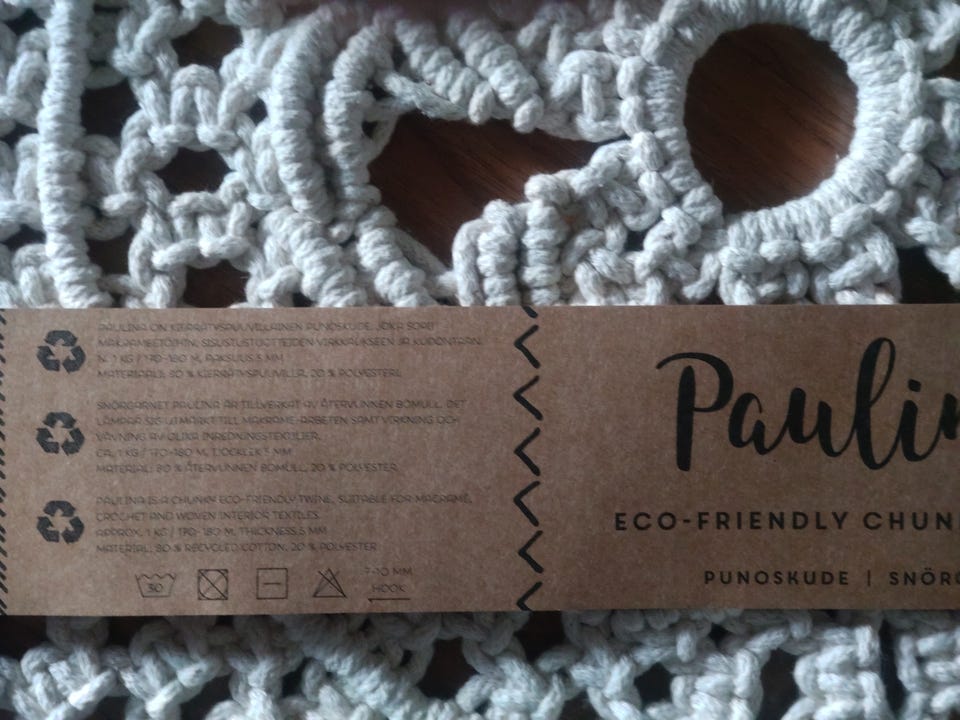 PAULINA ON KIERRÄTYSPUUVILLAINEN PUNOSKUDE, JOKA SOPII
MAKRAMEETÖIHIN, SISUSTUSTUOTTEIDEN VIRKKAUKSEEN JA KUDONTAAN.
N. 1 KG / 170-180 M, PAKSUUS 5 MM
MATERIAALI: 80 % KIERRÄTYSPUUVILLA, 20 % POLYESTERI
SNÖRGARNET PAULINA ÄR TILLVERKAT AV ÅTERVUNNEN BOMULL. DET
LÄMPAR SIG UTMÄRKT TILL MAKRAMÉ-ARBETEN SAMT VIRKNING OCH
VÄVNING AV OLIKA INREDNINGSTEXTILIER.
CA. 1 KG / 170-180 M, TJOCKLEK 5 MM
MATERIAL: 80 % ÅTERVUNNEN BOMULL, 20 % POLYESTER
PAULINA IS A CHUNKY ECO-FRIENDLY TWINE, SUITABLE FOR MACRAMÉ,
CROCHET AND WOVEN INTERIOR TEXTILES.
APPROX. 1 KG / 170-180 M, THICKNESS 5 MM
MATERIAL: 80 % RECYCLED COTTON, 20 % POLYESTER
30
7-10 MM
HOOK
Paulin
ECO-FRIENDLY CHUN
PUNOSKUDE | SNÖR